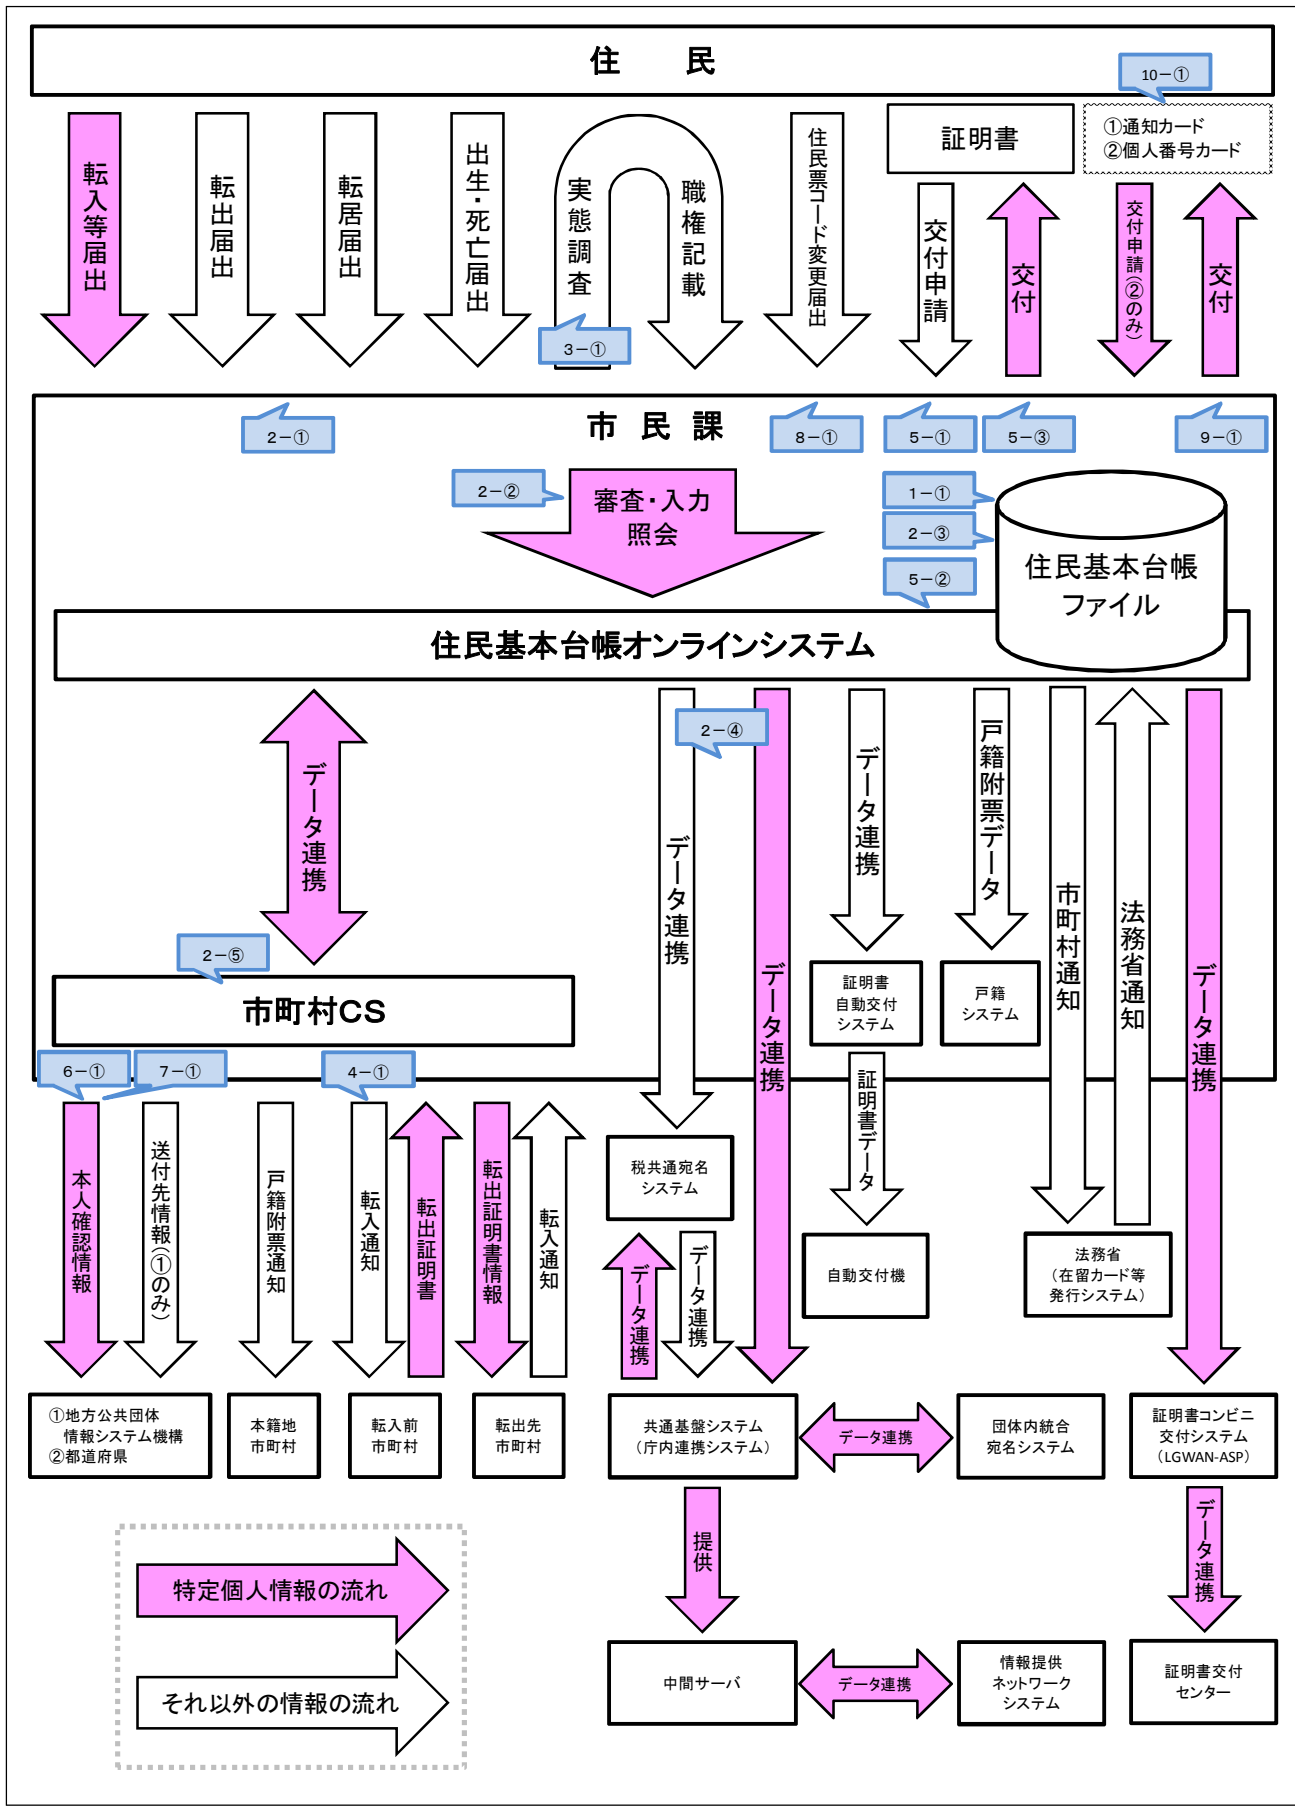 住　民
10－①
証明書
①通知カード
②個人番号カード
転入等届出
転出届出
転居届出
出生・死亡届出
実態調査
職権記載
住民票コード変更届出
交付申請
交付
交付申請（②のみ）
交付
3－①
市 民 課
2－①
8－①
5－①
5－③
9－①
2－②
審査・入力
照会
1－①
2－③
5－②
住民基本台帳
ファイル
住民基本台帳オンラインシステム
データ連携
2－④
データ連携
データ連携
データ連携
戸籍附票データ
市町村通知
法務省通知
データ連携
2－⑤
市町村CS
証明書
自動交付
システム
戸籍
システム
6－①
7－①
4－①
本人確認情報
送付先情報（①のみ）
戸籍附票通知
転入通知
転出証明書
転出証明書情報
転入通知
税共通宛名
システム
証明書データ
データ連携
データ連携
自動交付機
法務省
（在留カード等
発行システム）
①地方公共団体
情報システム機構
②都道府県
本籍地
市町村
転入前
市町村
転出先
市町村
共通基盤システム
（庁内連携システム）
データ連携
団体内統合
宛名システム
証明書コンビニ
交付システム
（LGWAN-ASP）
提供
データ連携
特定個人情報の流れ
それ以外の情報の流れ
中間サーバ
データ連携
情報提供
ネットワーク
システム
証明書交付
センター